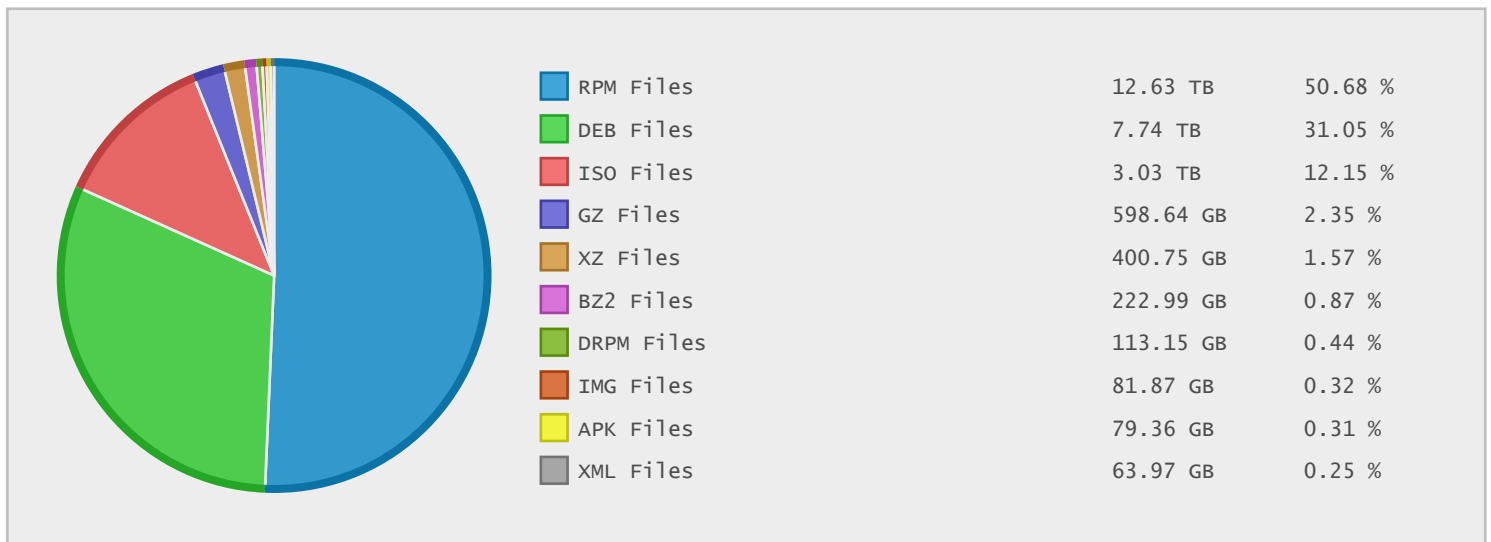 RPM Files 12.63 TB 50.68 %
DEB Files 7.74 TB 31.05 %
ISO Files 3.03 TB 12.15 %
GZ Files 598.64 GB 2.35 %
XZ Files 400.75 GB 1.57 %
BZ2 Files 222.99 GB 0.87 %
DRPM Files 113.15 GB 0.44 %
IMG Files 81.87 GB 0.32 %
APK Files 79.36 GB 0.31 %
XML Files 63.97 GB 0.25 %